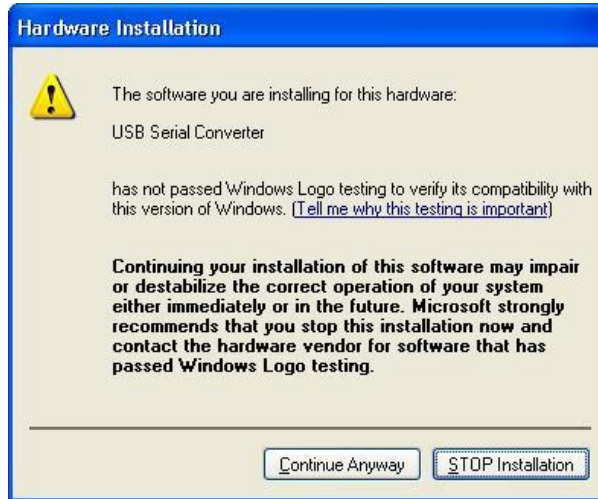 Hardware Installation
The software you are installing for this hardware:
USB Serial Converter
has not passed Windows Logo testing to verify its compatibility with
this version of Windows. (Tell me why this testing is important)
Continuing your installation of this software may impair
or destabilize the correct operation of your system
either immediately or in the future. Microsoft strongly
recommends that you stop this installation now and
contact the hardware vendor for software that has
passed Windows Logo testing.
Continue Anyway STOP Installation